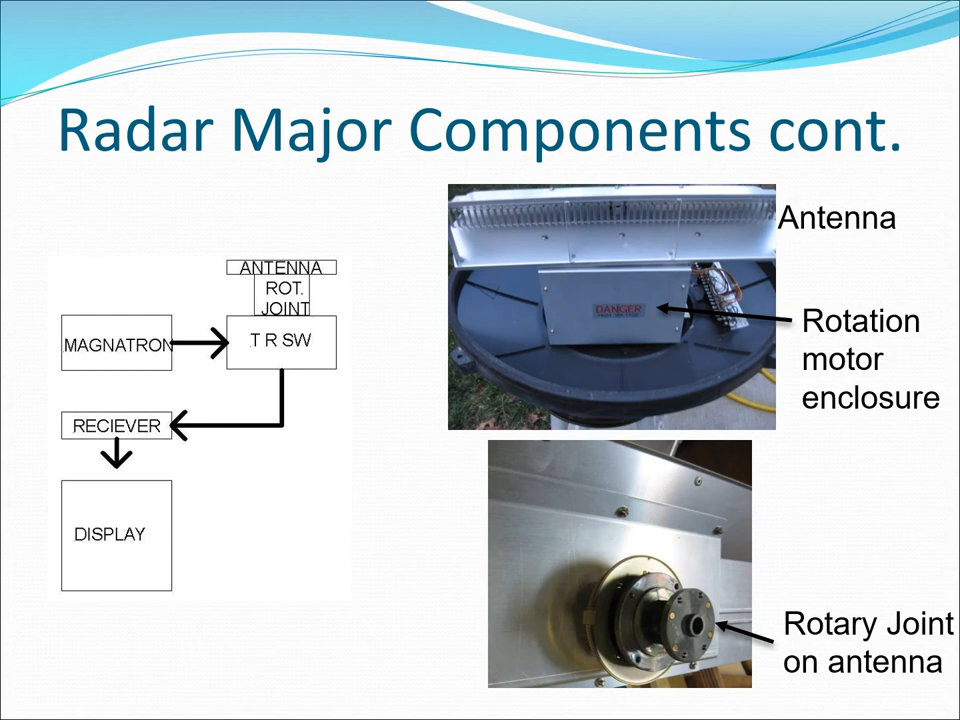 Radar Major Components cont.
ANTENNA
ROT.
JOINT
MAGNATRON
T R SW
RECIEVER
DISPLAY
Antenna
DANGER
Rotation
motor
enclosure
Rotary Joint
on antenna